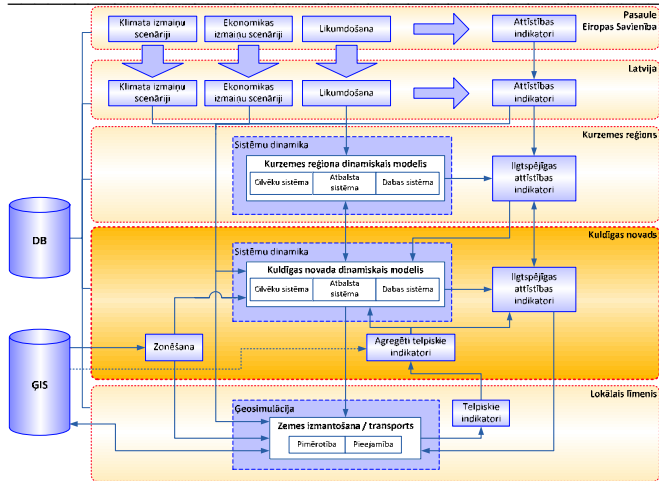 Pasaule
Eiropas Savienība
Klimata izmaiņu
scenāriji
Ekonomikas
izmaiņu scenāriji
Likumdošana
Attīstības
indikatori
Latvija
Klimata izmaiņu
scenāriji
Ekonomikas
izmaiņu scenāriji
Likumdošana
Attīstības
indikatori
Kurzemes reģions
Sistēmu dinamika
Kurzemes reģiona dinamiskais modelis
Cilvēku sistēma
Atbalsta
sistēma
Dabas sistēma
Ilgtspējīgas
attīstības
indikatori
DB
Kuldīgas novads
Sistēmu dinamika
Kuldīgas novada dinamiskais modelis
Cilvēku sistēma
Atbalsta
sistēma
Dabas sistēma
Ilgtspējīgas
attīstības
indikatori
ĢIS
Zonēšana
Agregēti telpiskie
indikatori
Lokālais līmenis
Ģeosimulācija
Zemes izmantošana / transports
Pimērotība
Pieejamība
Telpiskie
indikatori